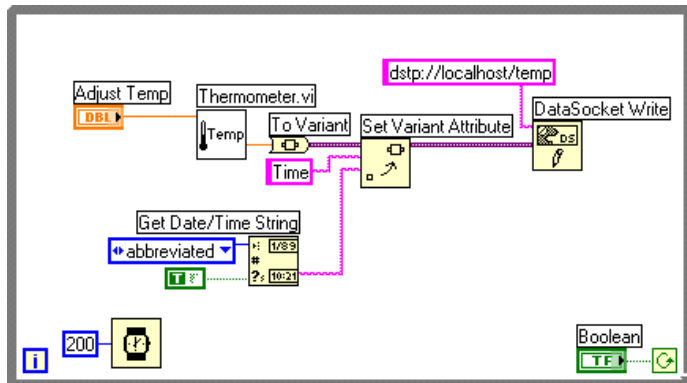 dstp://localhost/temp
Adjust Temp
DBL
Thermometer.vi
Temp
To Variant
Set Variant Attribute
DataSocket Write
DS
Time
Get Date/Time String
abbreviated
1/89
#
?s 10:21
T F
200
i
Boolean
TF